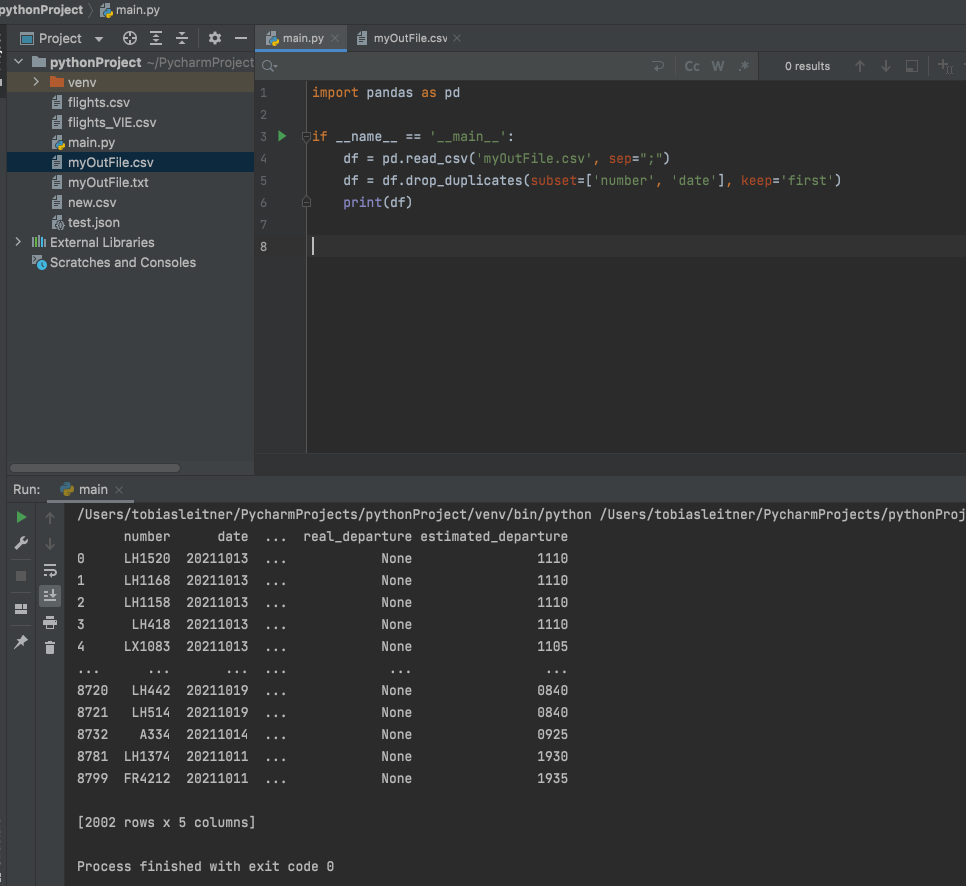 pythonProject main.py
Project
main.py
myOutFile.csv
pythonProject ~/PycharmProject
venv
flights.csv
flights_VIE.csv
main.py
myOutFile.csv
myOutFile.txt
new.csv
test.json
External Libraries
Scratches and Consoles
Cc W .* 0 results
1 import pandas as pd
2
3 if __name__ == '__main__':
4 df = pd.read_csv('myOutFile.csv', sep=";")
5 df = df.drop_duplicates(subset=['number', 'date'], keep='first')
6 print(df)
7
8
Run: main
/Users/tobiasleitner/PycharmProjects/pythonProject/venv/bin/python /Users/tobiasleitner/PycharmProjects/pythonProj
number date ... real_departure estimated_departure
0 LH1520 20211013 ... None 1110
1 LH1168 20211013 ... None 1110
2 LH1158 20211013 ... None 1110
3 LH418 20211013 ... None 1110
4 LX1083 20211013 ... None 1105
... ... ... ... ... ...
8720 LH442 20211019 ... None 0840
8721 LH514 20211019 ... None 0840
8732 A334 20211014 ... None 0925
8781 LH1374 20211011 ... None 1930
8799 FR4212 20211011 ... None 1935
[2002 rows x 5 columns]
Process finished with exit code 0